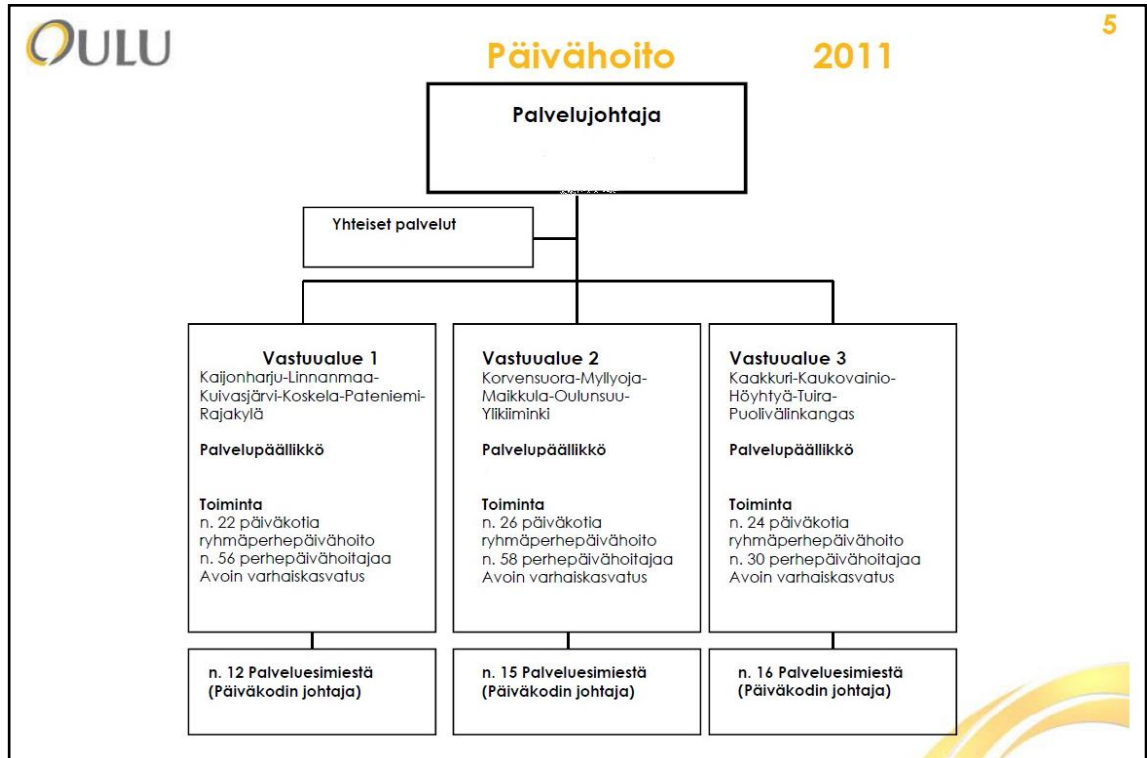 OULU
Päivähoito 2011
5
Palvelujohtaja
Yhteiset palvelut
Vastuualue 1
Kaijonharju-Linnanmaa-
Kuivasjärvi-Koskela-Pateniemi-
Rajakylä
Palvelupäällikkö
Toiminta
n. 22 päiväkotia
ryhmäperhepäivähoito
n. 56 perhepäivähoitajaa
Avoin varhaiskasvatus
n. 12 Palveluesimiestä
(Päiväkodin johtaja)
Vastuualue 2
Korvensuora-Myllyoja-
Maikkula-Oulunsuu-
Ylikiiminki
Palvelupäällikkö
Toiminta
n. 26 päiväkotia
ryhmäperhepäivähoito
n. 58 perhepäivähoitajaa
Avoin varhaiskasvatus
n. 15 Palveluesimiestä
(Päiväkodin johtaja)
Vastuualue 3
Kaakkuri-Kaukovainio-
Höyhtyä-Tuira-
Puolivälinkangas
Palvelupäällikkö
Toiminta
n. 24 päiväkotia
ryhmäperhepäivähoito
n. 30 perhepäivähoitajaa
Avoin varhaiskasvatus
n. 16 Palveluesimiestä
(Päiväkodin johtaja)